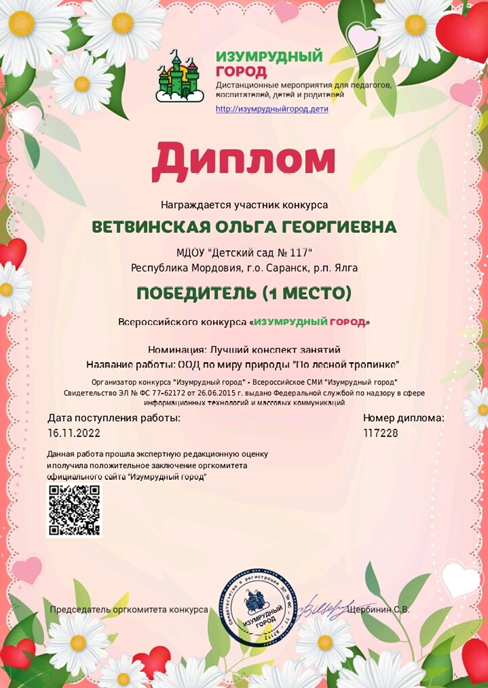 ИЗУМРУДНЫЙ
ГОРОД
Дистанционные мероприятия для педагогов,
воспитателей, детей и родителей
http://изумрудныйгород.дети
Диплом
Награждается участник конкурса
ВЕТВИНСКАЯ ОЛЬГА ГЕОРГИЕВНА
МДОУ "Детский сад № 117"
Республика Мордовия, г.о. Саранск, р.п. Ялга
ПОБЕДИТЕЛЬ (1 МЕСТО)
Всероссийского конкурса «ИЗУМРУДНЫЙ ГОРОД»
Номинация: Лучший конспект занятий
Название работы: ООД по миру природы "По лесной тропинке"
Организатор конкурса "Изумрудный город" - Всероссийское СМИ "Изумрудный город"
Свидетельство ЭЛ № ФС 77-62172 от 26.06.2015 г. выдано Федеральной службой по надзору в сфере
информационных технологий и массовых коммуникаций
Дата поступления работы:
16.11.2022
Номер диплома:
117228
Данная работа прошла экспертную редакционную оценку
иполучила положительное заключение оргкомитета
официального сайта "Изумрудный город"
Председатель оргкомитета конкурса
Щербинин С.В.
ИЗУМРУДНЫЙ
ГОРОД